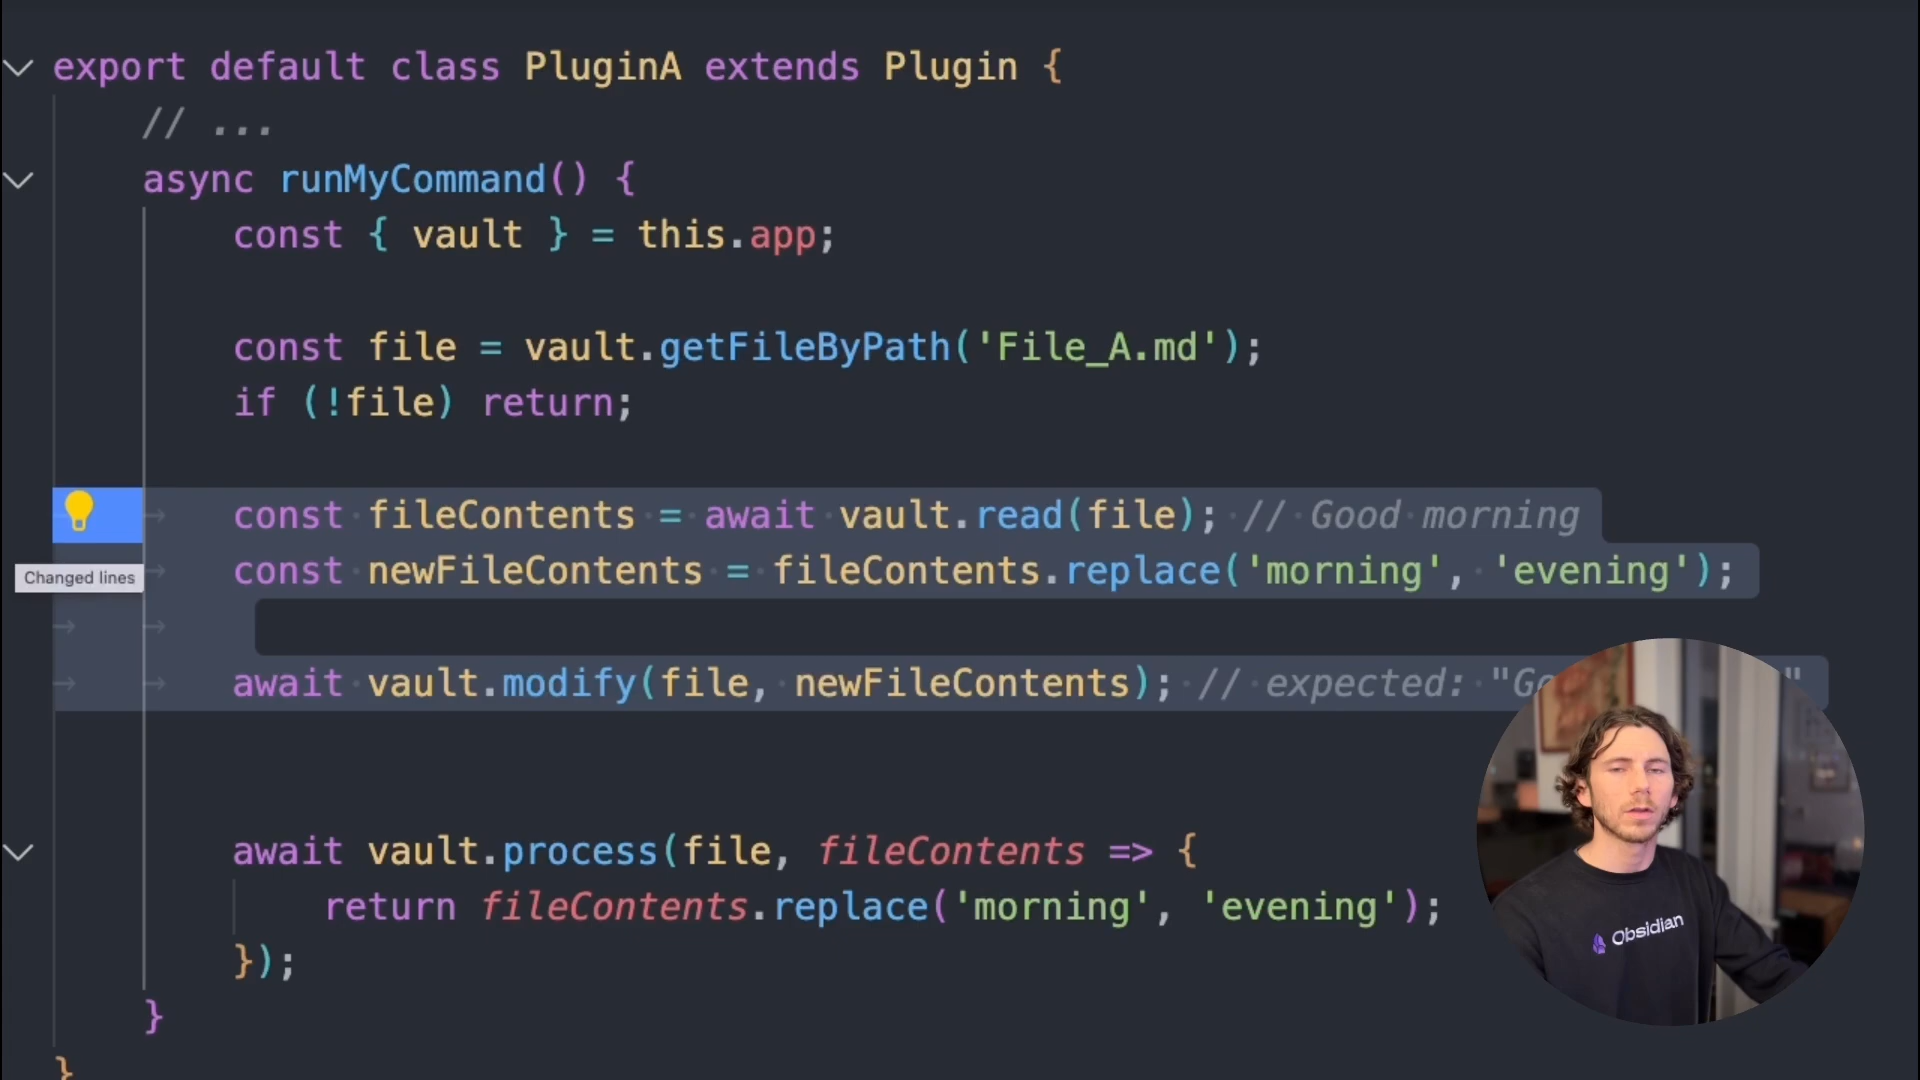 export default class PluginA extends Plugin {
// ...
async runMyCommand() {
const { vault } = this.app;
const file = vault.getFileByPath('File_A.md');
if (!file) return;
const fileContents = await vault.read(file); // Good morning
Changed lines
const newFileContents = fileContents.replace('morning', 'evening');
await vault.modify(file, newFileContents); // expected: "
await vault.process(file, fileContents => {
return fileContents.replace('morning', 'evening');
});
}
}
Obsidian